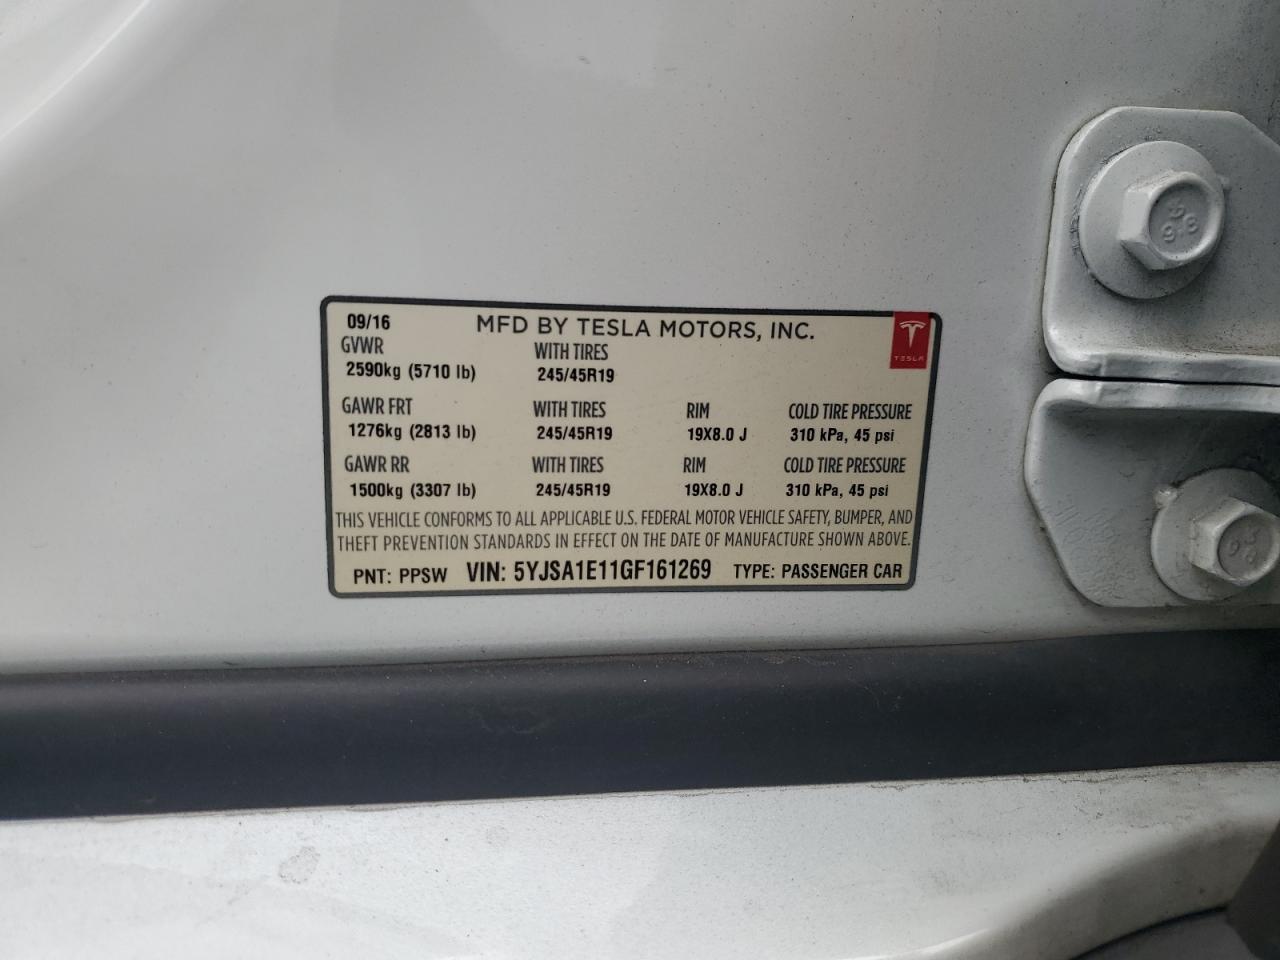 09/16 MFD BY TESLA MOTORS, INC.
TESLA
GVWR WITH TIRES
2590kg (5710 lb) 245/45R19
GAWR FRT WITH TIRES RIM COLD TIRE PRESSURE
1276kg (2813 lb) 245/45R19 19X8.0 J 310 kPa, 45 psi
GAWR RR WITH TIRES RIM COLD TIRE PRESSURE
1500kg (3307 lb) 245/45R19 19X8.0 J 310 kPa, 45 psi
THIS VEHICLE CONFORMS TO ALL APPLICABLE U.S. FEDERAL MOTOR VEHICLE SAFETY, BUMPER, AND
THEFT PREVENTION STANDARDS IN EFFECT ON THE DATE OF MANUFACTURE SHOWN ABOVE.
PNT: PPSW VIN: 5YJSA1E11GF161269 TYPE: PASSENGER CAR